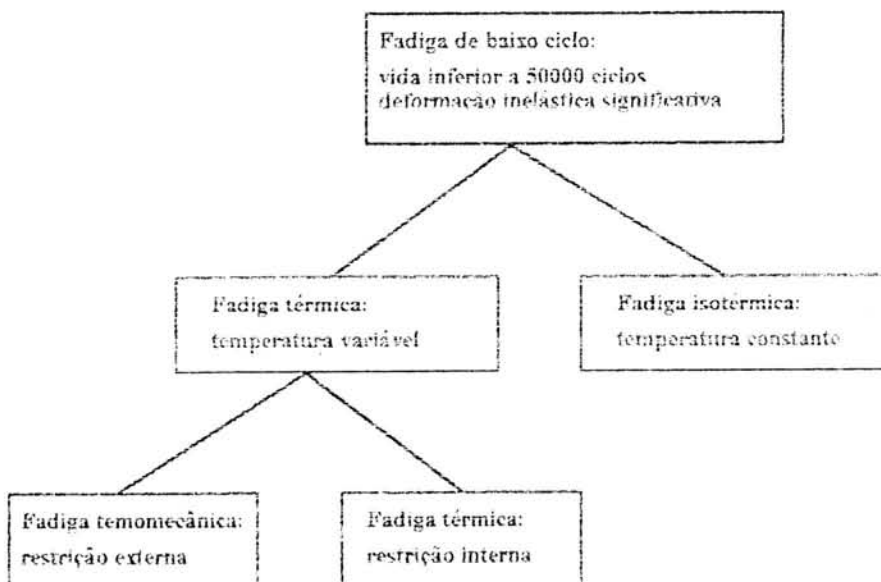 Fadiga de baixo ciclo:
vida inferior a 50000 ciclos
deformação inelástica significativa
Fadiga térmica:
temperatura variável
Fadiga isotérmica:
temperatura constante
Fadiga temomecânica:
restrição externa
Fadiga térmica:
restrição interna